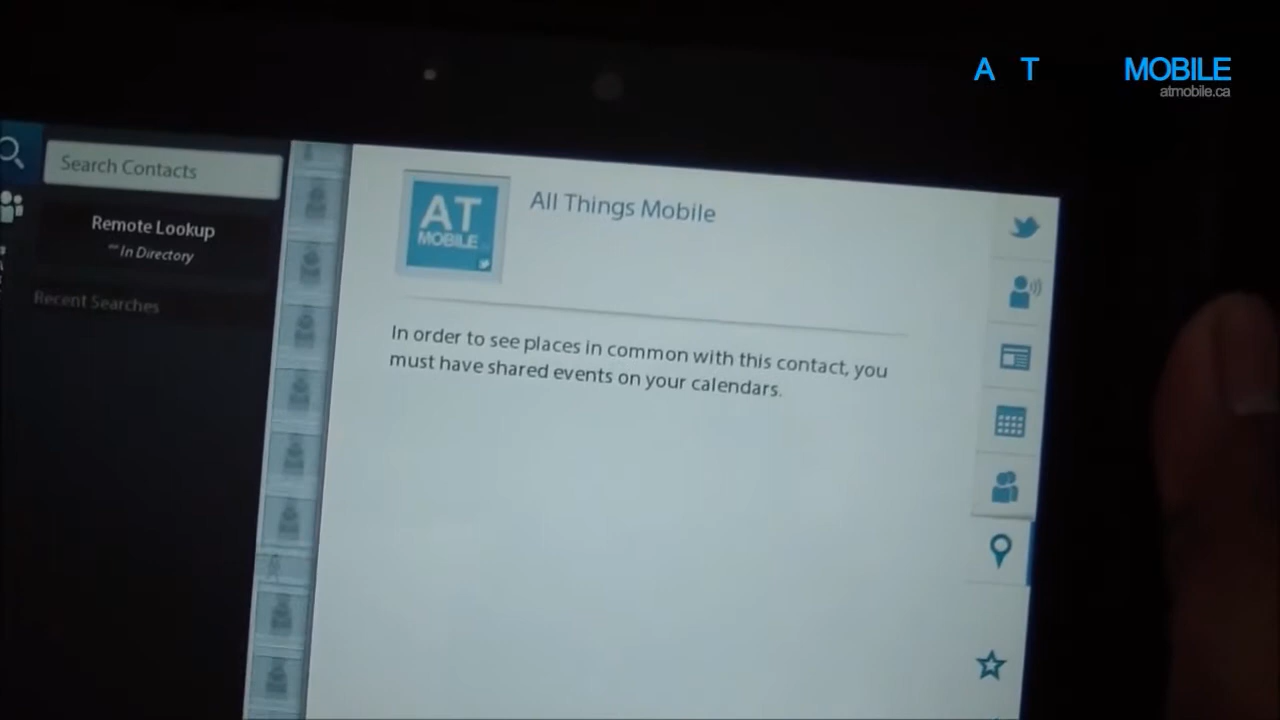 A T MOBILE
atmobile.ca
Search Contacts
Remote Lookup
"" In Directory
Recent Searches
AT
MOBILE
All Things Mobile
In order to see places in common with this contact, you
must have shared events on your calendars.